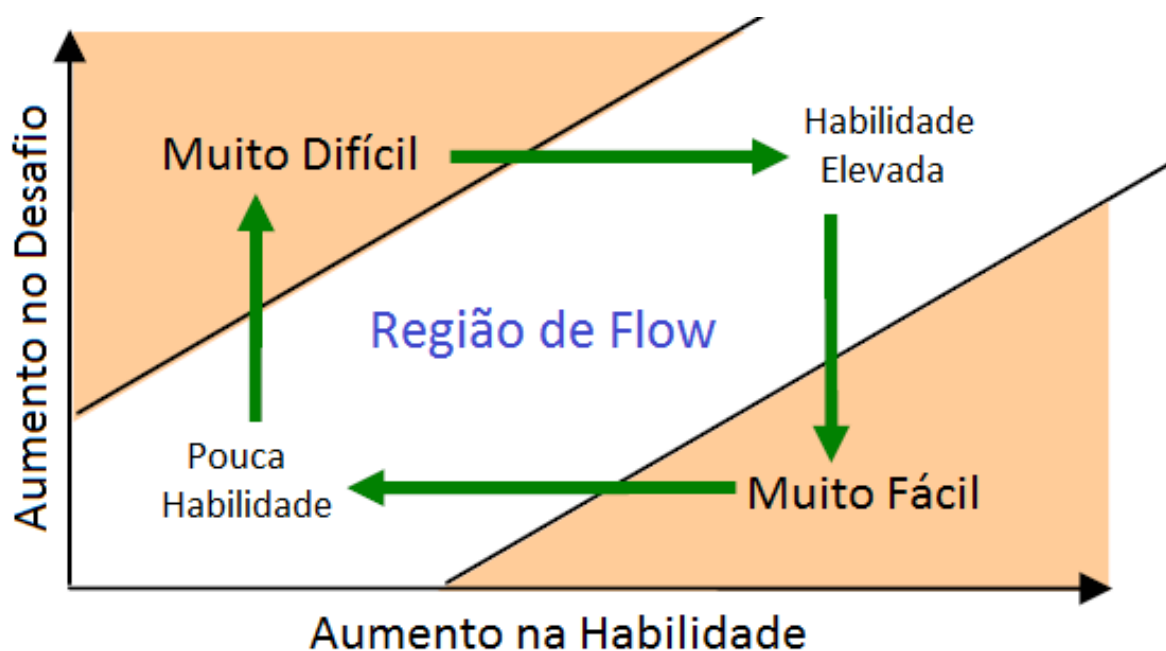 Aumento no Desafio
Muito Difícil
Habilidade
Elevada
Região de Flow
Pouca
Habilidade
Muito Fácil
Aumento na Habilidade